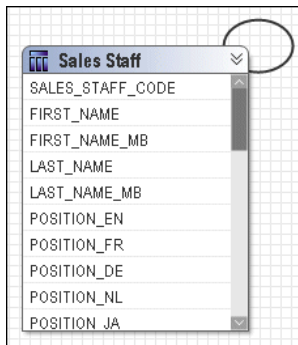 Sales Staff
SALES_STAFF_CODE
FIRST_NAME
FIRST_NAME_MB
LAST_NAME
LAST_NAME_MB
POSITION_EN
POSITION_FR
POSITION_DE
POSITION_NL
POSITION_JA